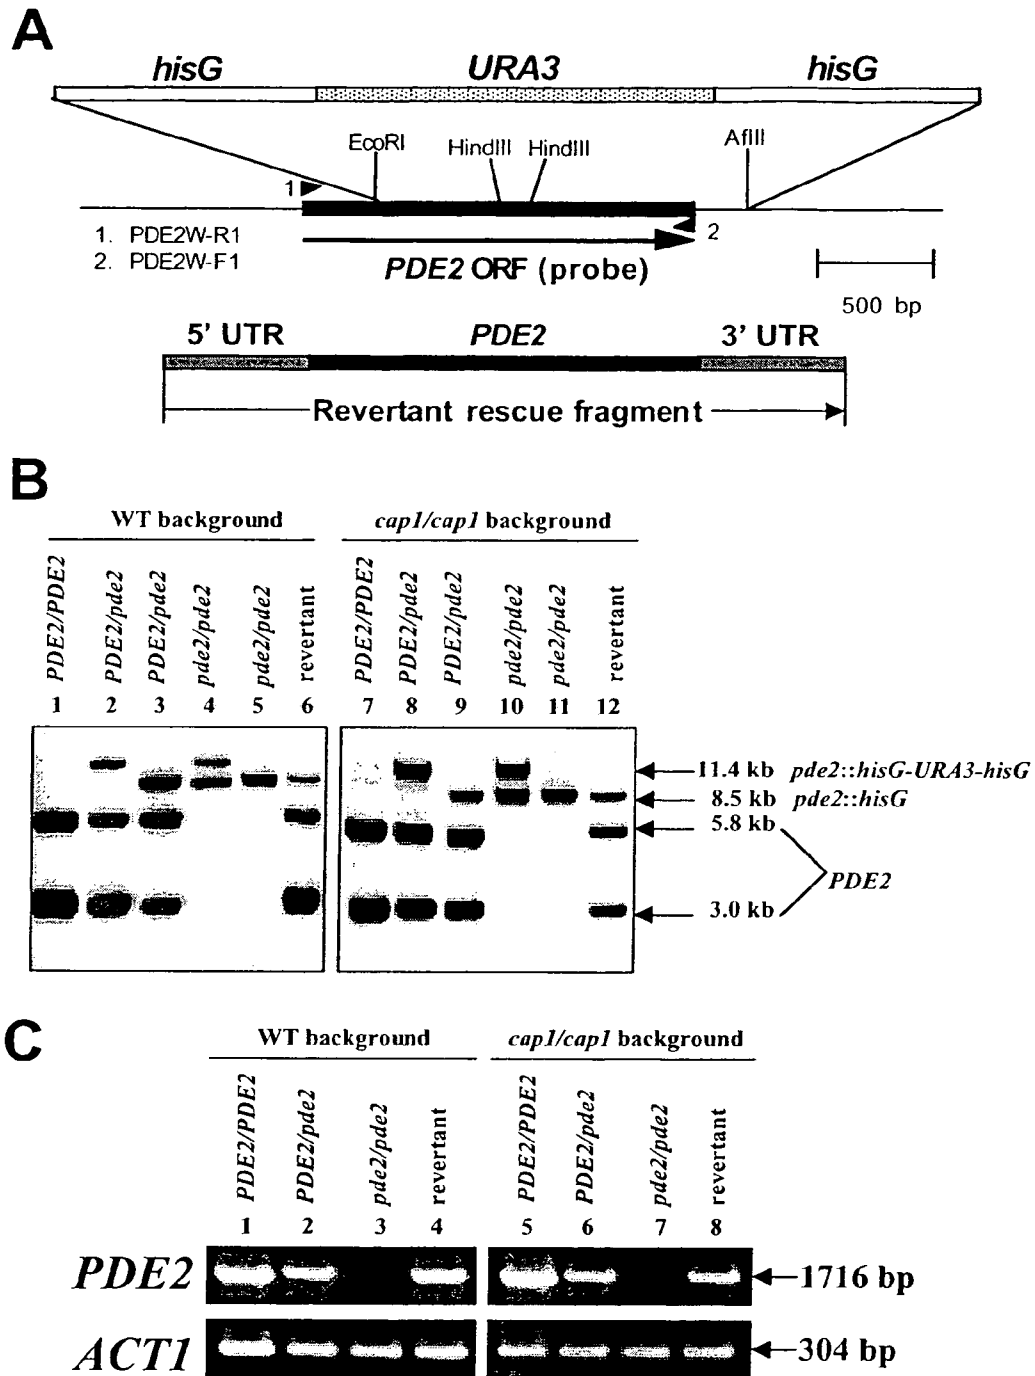 A
hisG URA3 hisG
EcoRI HindIII HindIII AflII
1
2
1. PDE2W-R1
2. PDE2W-F1
PDE2 ORF (probe)
500 bp
5' UTR PDE2 3' UTR
Revertant rescue fragment
B
WT background cap1/cap1 background
PDE2/PDE2 PDE2/pde2 PDE2/pde2 pde2/pde2 pde2/pde2 revertant PDE2/PDE2 PDE2/pde2 PDE2/pde2 pde2/pde2 pde2/pde2 revertant
1 2 3 4 5 6 7 8 9 10 11 12
11.4 kb pde2::hisG-URA3-hisG
8.5 kb pde2::hisG
5.8 kb
PDE2
3.0 kb
C
WT background cap1/cap1 background
PDE2/PDE2 PDE2/pde2 pde2/pde2 revertant PDE2/PDE2 PDE2/pde2 pde2/pde2 revertant
1 2 3 4 5 6 7 8
PDE2 1716 bp
ACT1 304 bp